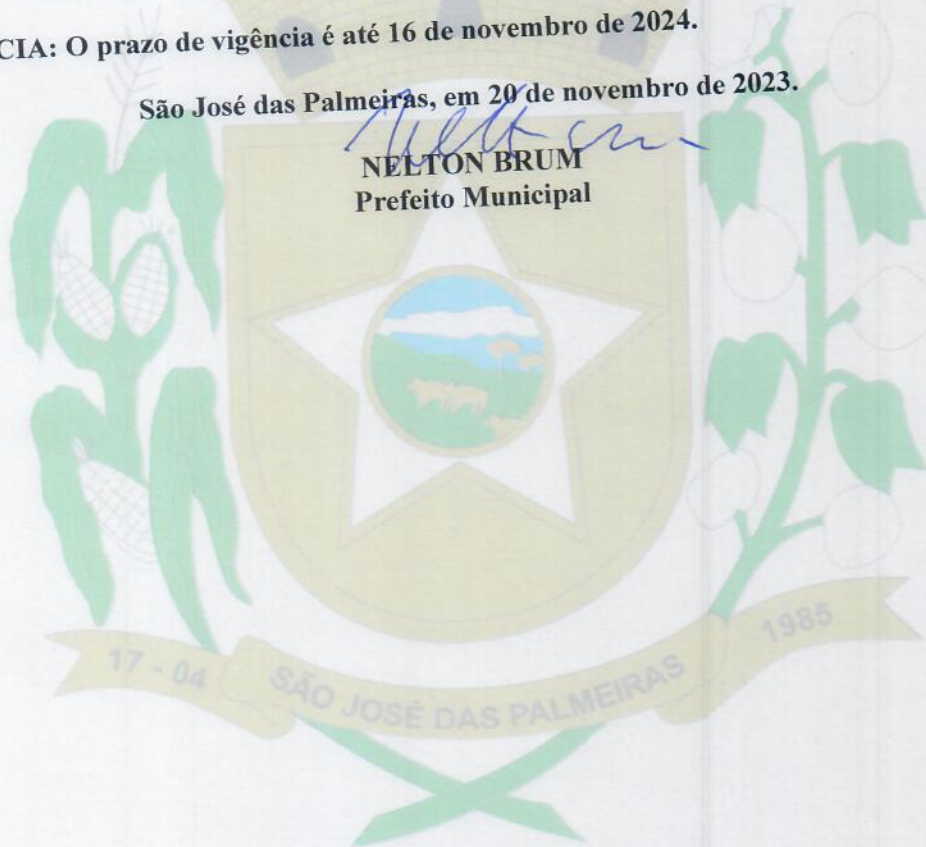 CIA: O prazo de vigência é até 16 de novembro de 2024.
São José das Palmeiras, em 20 de novembro de 2023.
NELTON BRUM
Prefeito Municipal
17 - 04 SÃO JOSÉ DAS PALMEIRAS 1985